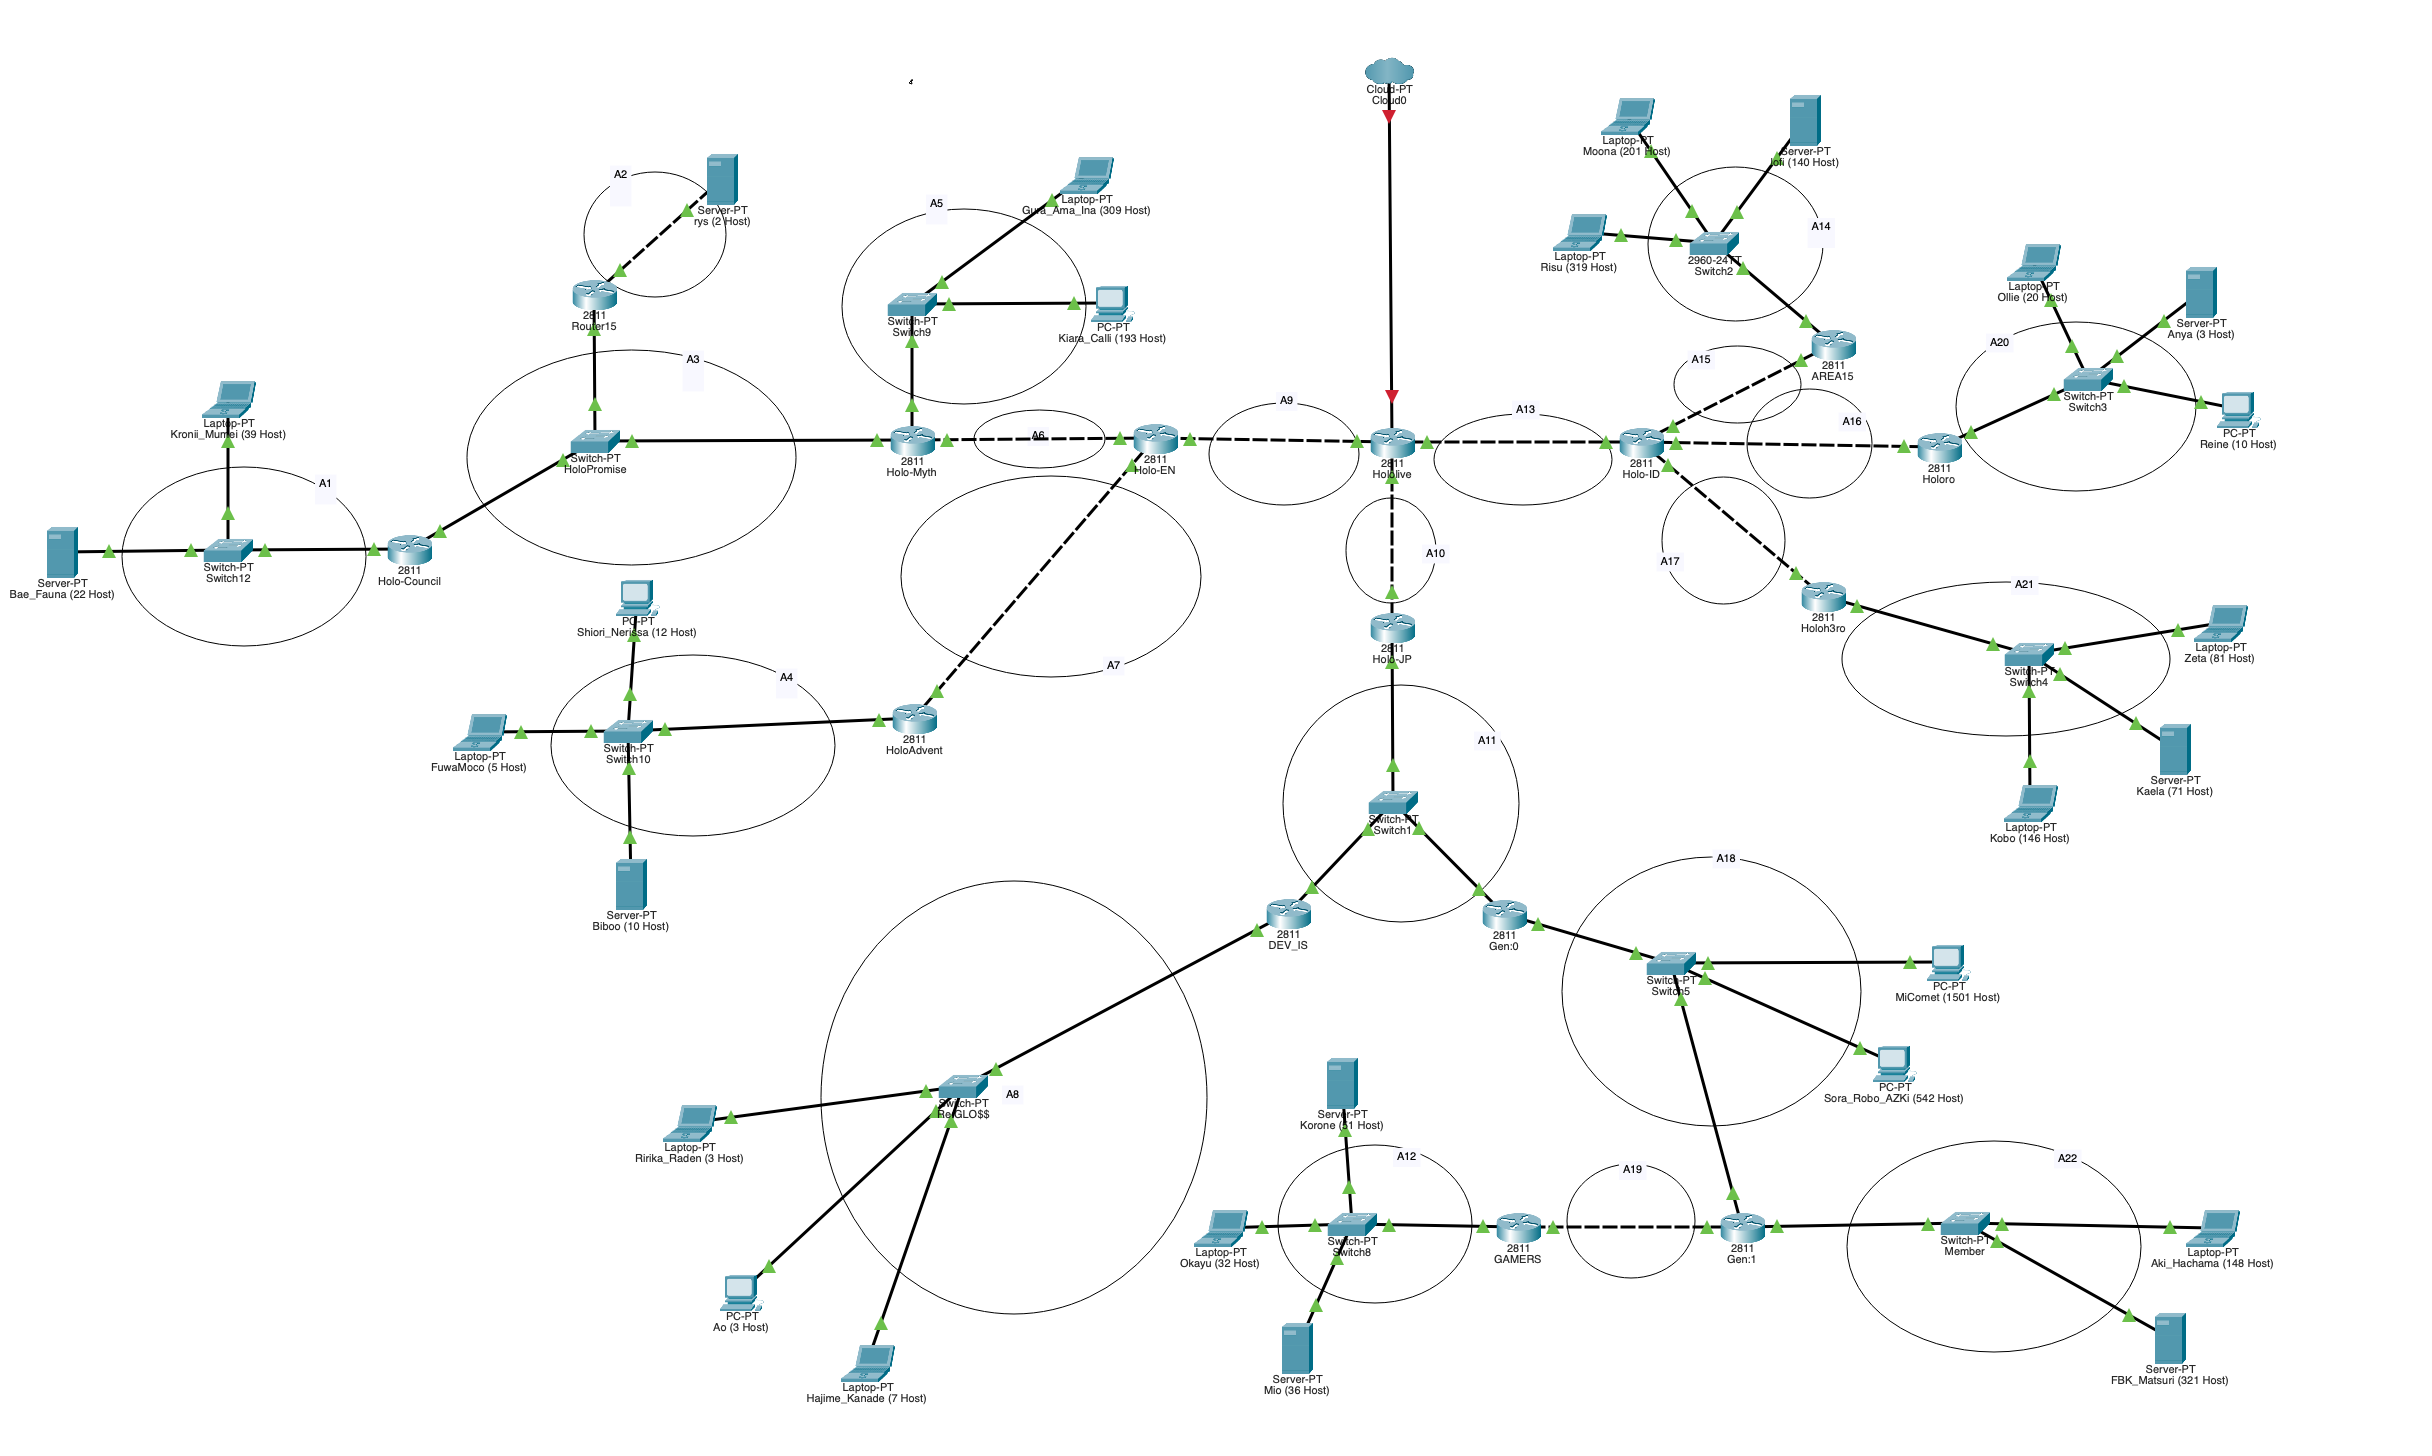 Cloud-PT
Cloud0
Laptop-PT
Moona (201 Host)
Server-PT
Iofi (140 Host)
A2
Server-PT
rys (2 Host)
A5
Laptop-PT
Gura_Ama_Ina (309 Host)
A14
Laptop-PT
Risu (319 Host)
2960-24TT
Switch2
Laptop-PT
Ollie (20 Host)
Server-PT
Anya (3 Host)
2811
Router15
Switch-PT
Switch9
PC-PT
Kiara_Calli (193 Host)
A20
A3
A15
2811
AREA15
Switch-PT
Switch3
Laptop-PT
Kronii_Mumei (39 Host)
A9
A13
A16
PC-PT
Reine (10 Host)
A6
Switch-PT
HoloPromise
2811
Holo-Myth
2811
Holo-EN
2811
Hololive
2811
Holo-ID
2811
Holoro
A1
Server-PT
Bae_Fauna (22 Host)
Switch-PT
Switch12
2811
Holo-Council
A10
A17
A21
PC-PT
Shiori_Nerissa (12 Host)
2811
Holoh3ro
A7
2811
Holo-JP
Laptop-PT
Zeta (81 Host)
A4
Switch-PT
Switch4
Laptop-PT
FuwaMoco (5 Host)
Switch-PT
Switch10
2811
HoloAdvent
A11
Server-PT
Kaela (71 Host)
Switch-PT
Switch1
Laptop-PT
Kobo (146 Host)
A18
Server-PT
Biboo (10 Host)
2811
DEV_IS
2811
Gen:0
Switch-PT
Switch5
PC-PT
MiComet (1501 Host)
PC-PT
Sora_Robo_AZKi (542 Host)
A8
Switch-PT
Re:GLO$$
Laptop-PT
Ririka_Raden (3 Host)
Server-PT
Korone (51 Host)
A12
A19
A22
Laptop-PT
Okayu (32 Host)
Switch-PT
Switch8
2811
GAMERS
2811
Gen:1
Switch-PT
Member
Laptop-PT
Aki_Hachama (148 Host)
PC-PT
Ao (3 Host)
Laptop-PT
Hajime_Kanade (7 Host)
Server-PT
Mio (36 Host)
Server-PT
FBK_Matsuri (321 Host)